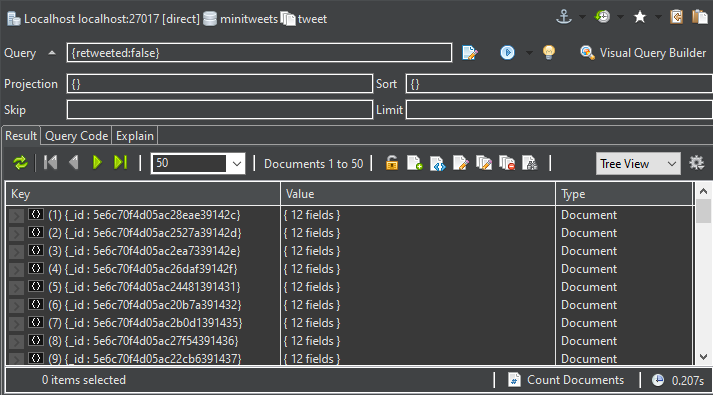 Localhost localhost:27017 [direct] minitweets tweet
Query {retweeted:false} Visual Query Builder
Projection {} Sort {}
Skip Limit
Result Query Code Explain
50 Documents 1 to 50 Tree View
Key Value Type
(1) {_id : 5e6c70f4d05ac28eae39142c} { 12 fields } Document
(2) {_id : 5e6c70f4d05ac2527a39142d} { 12 fields } Document
(3) {_id : 5e6c70f4d05ac2ea7339142e} { 12 fields } Document
(4) {_id : 5e6c70f4d05ac26daf39142f} { 12 fields } Document
(5) {_id : 5e6c70f4d05ac24481391431} { 12 fields } Document
(6) {_id : 5e6c70f4d05ac20b7a391432} { 12 fields } Document
(7) {_id : 5e6c70f4d05ac2b0d1391435} { 12 fields } Document
(8) {_id : 5e6c70f4d05ac27f54391436} { 12 fields } Document
(9) {_id : 5e6c70f4d05ac22cb6391437} { 12 fields } Document
0 items selected Count Documents 0.207s